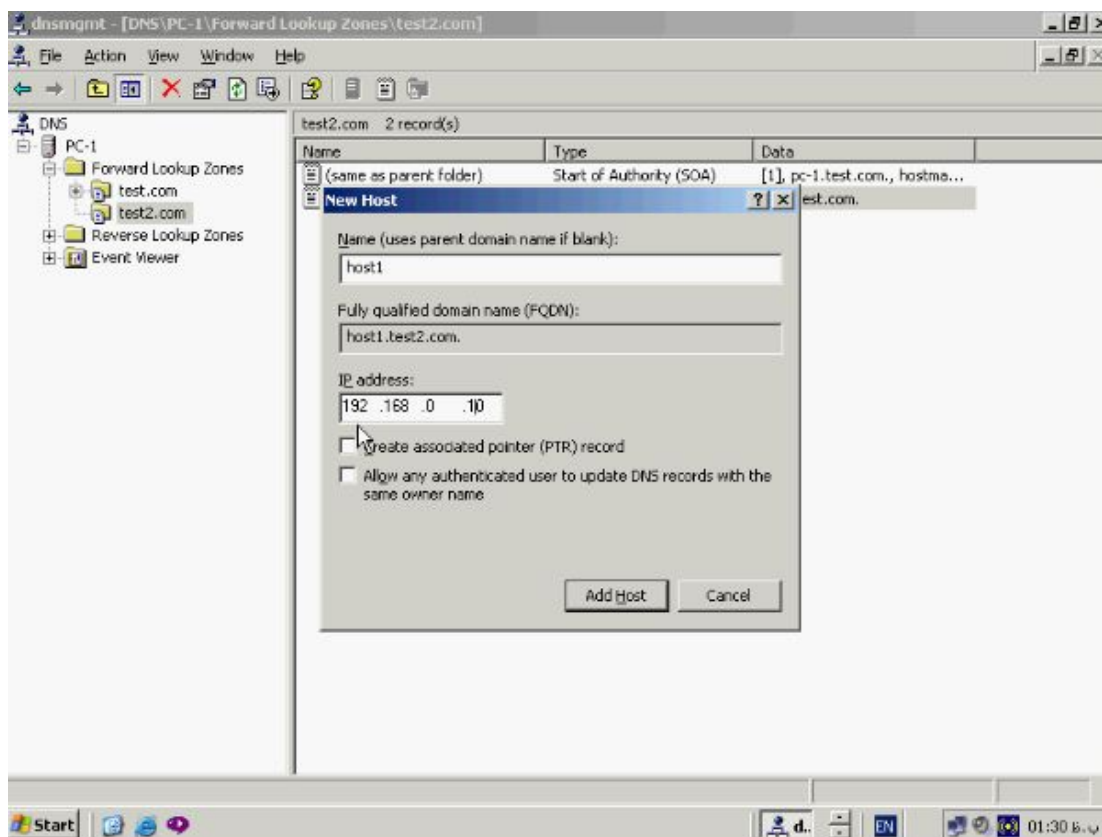 dnsmgmt - [DNS\PC-1\Forward Lookup Zones\test2.com]
File Action View Window Help
DNS
PC-1
Forward Lookup Zones
test.com
test2.com
Reverse Lookup Zones
Event Viewer
test2.com 2 record(s)
Name Type Data
(same as parent folder) Start of Authority (SOA) [1], pc-1.test.com., hostma...
est.com.
New Host
Name (uses parent domain name if blank):
host1
Fully qualified domain name (FQDN):
host1.test2.com.
IP address:
192 .168 .0 .10
Create associated pointer (PTR) record
Allow any authenticated user to update DNS records with the
same owner name
Add Host Cancel
Start d.. EN 01:30